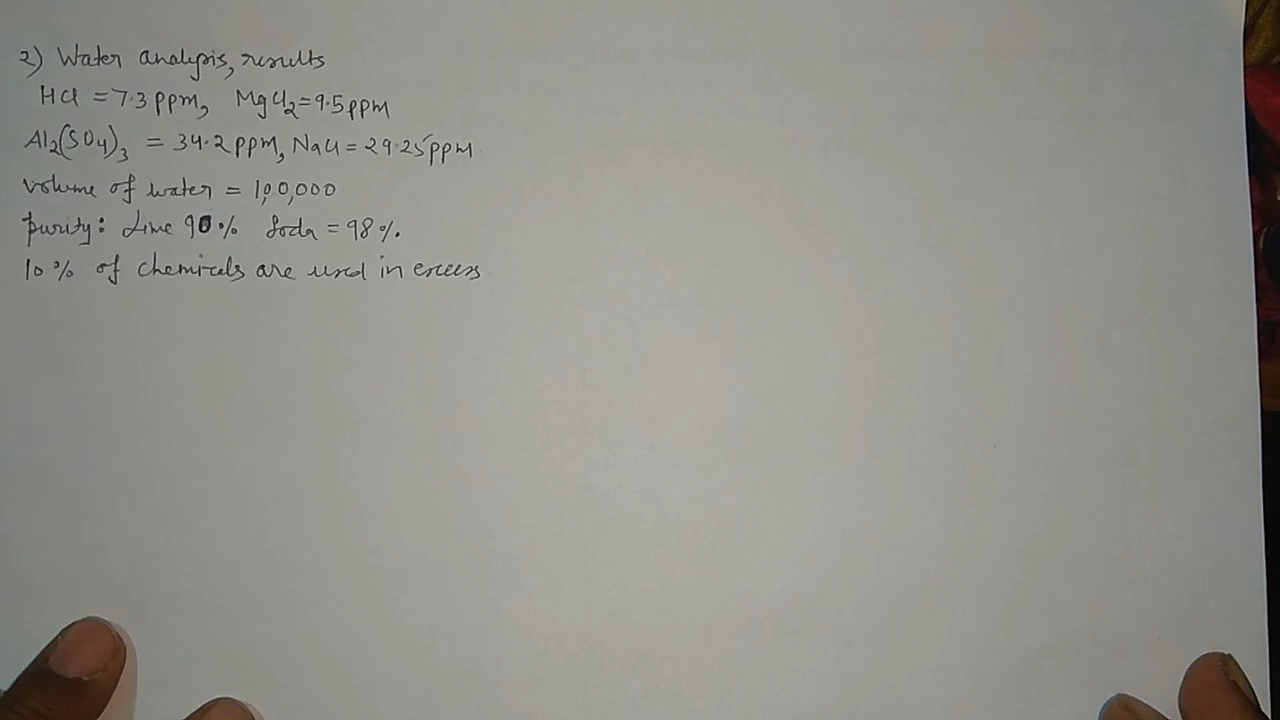 2) Water analysis, results
HCl = 7.3 ppm, MgCl2 = 9.5 ppm
Al2(SO4)3 = 34.2 ppm, NaCl = 29.25 ppm
volume of water = 1,0,0,000
purity: Lime 90% Soda = 98%.
10% of chemicals are used in excess